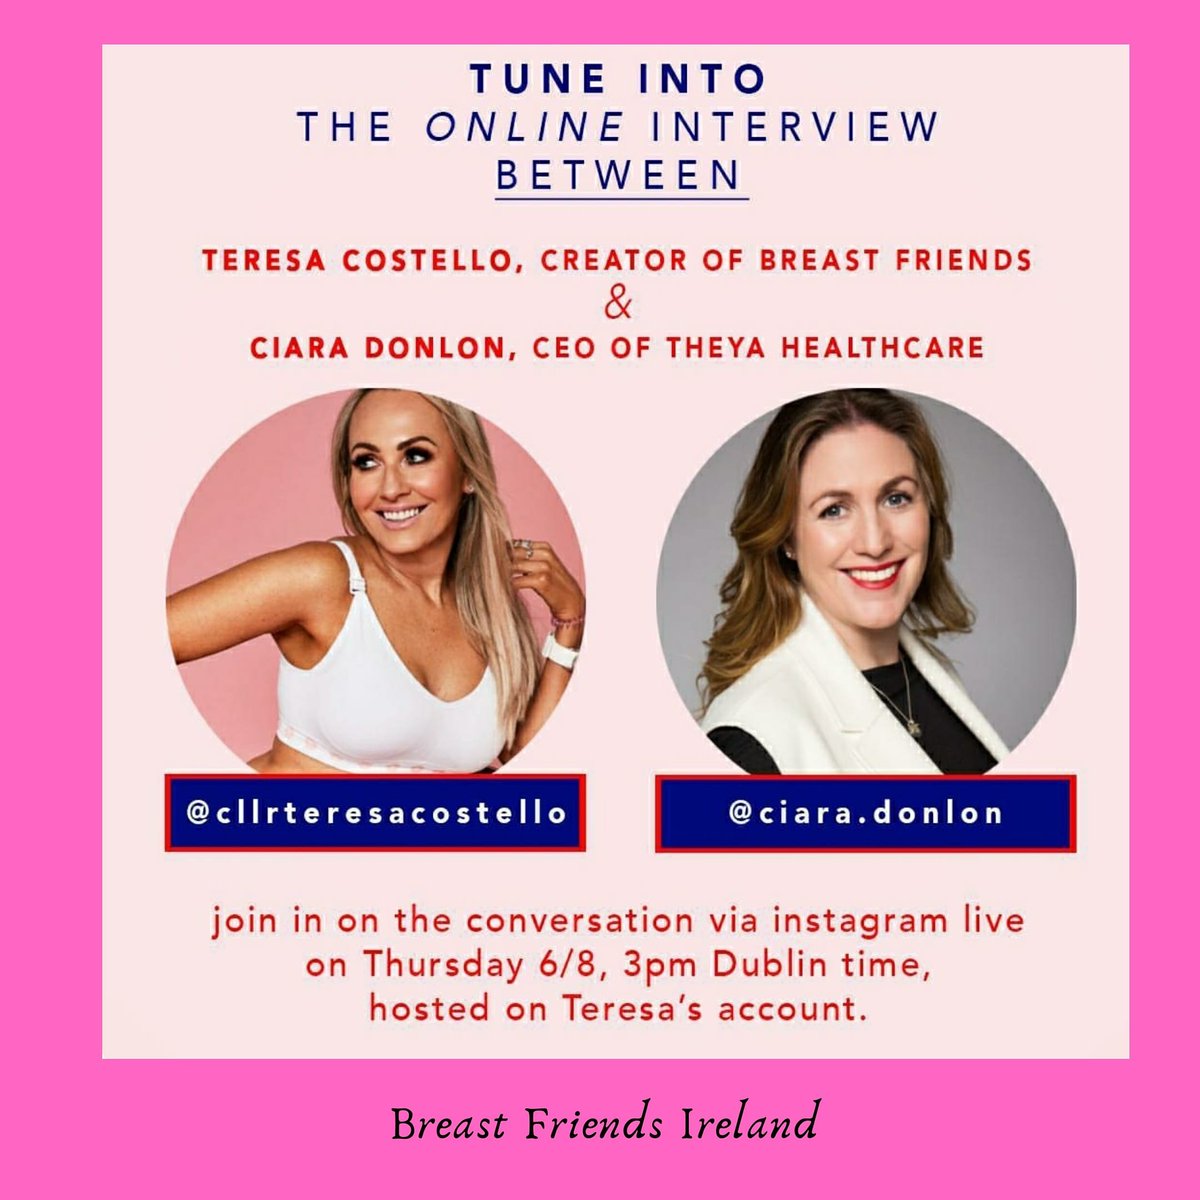 TUNE INTO
THE ONLINE INTERVIEW
BETWEEN
TERESA COSTELLO, CREATOR OF BREAST FRIENDS
&
CIARA DONLON, CEO OF THEYA HEALTHCARE
@cllrteresacostello
@ciara.donlon
join in on the conversation via instagram live
on Thursday 6/8, 3pm Dublin time,
hosted on Teresa's account.
Breast Friends Ireland